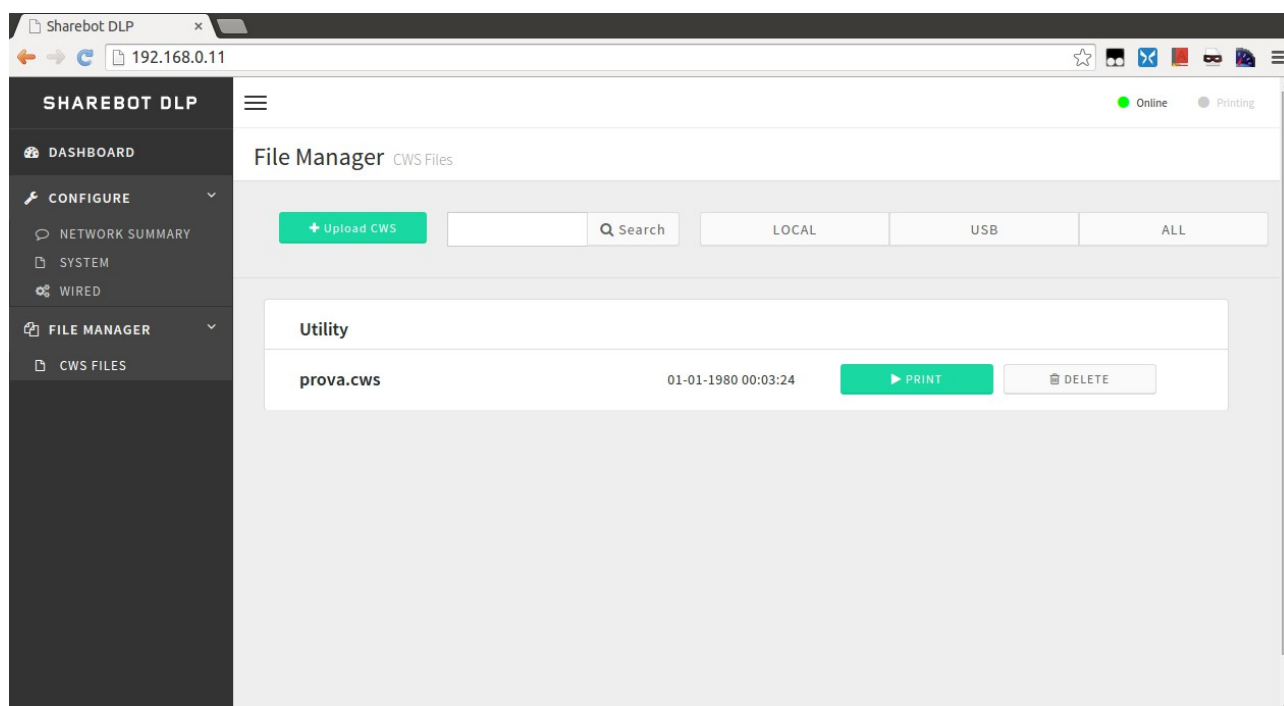 Sharebot DLP
192.168.0.11
SHAREBOT DLP
Online Printing
DASHBOARD
File Manager CWS Files
CONFIGURE
NETWORK SUMMARY
SYSTEM
WIRED
FILE MANAGER
CWS FILES
Upload CWS Search LOCAL USB ALL
Utility
prova.cws 01-01-1980 00:03:24 PRINT DELETE